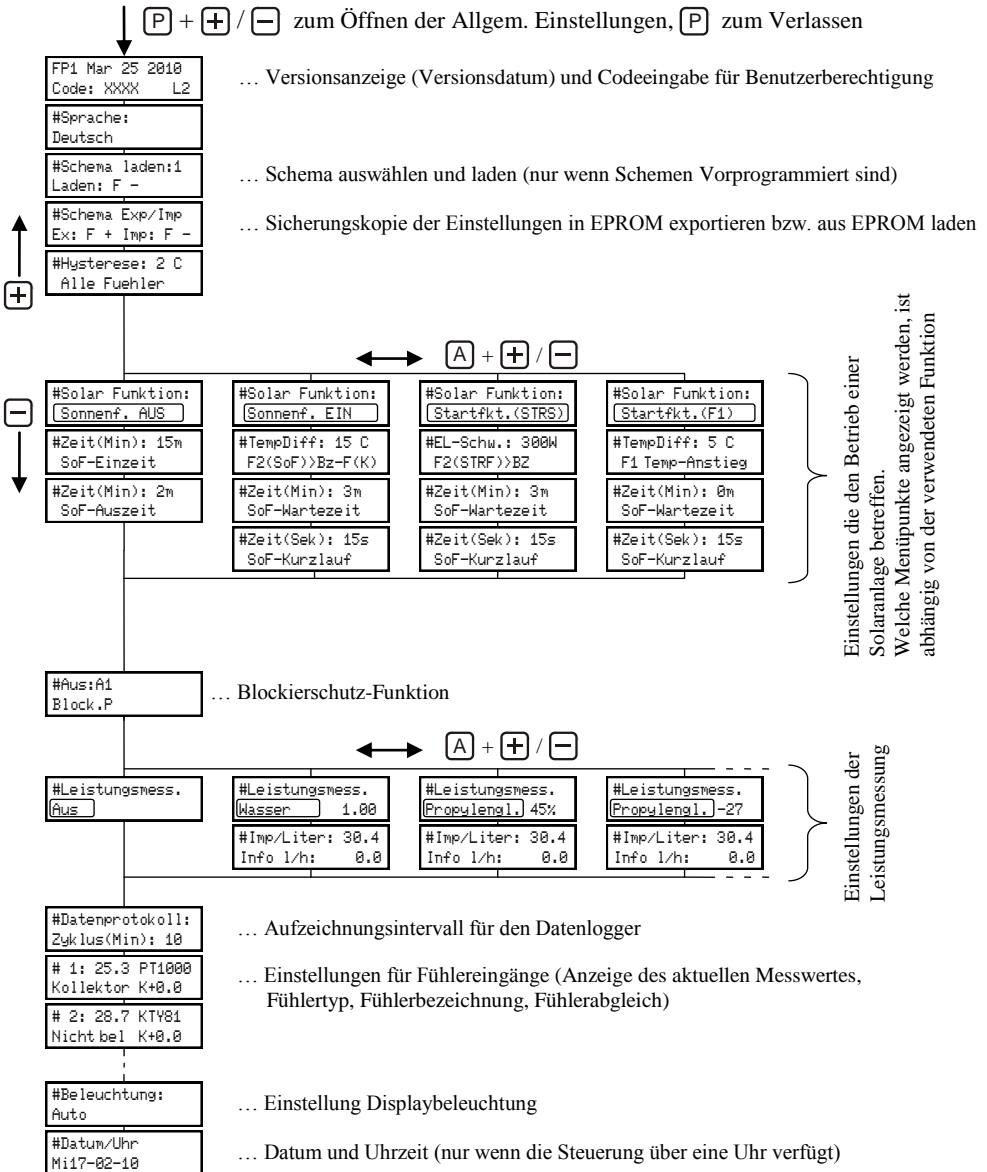 P + + / − zum Öffnen der Allgem. Einstellungen, P zum Verlassen
FP1 Mar 25 2010
Code: XXXX L2
… Versionsanzeige (Versionsdatum) und Codeeingabe für Benutzerberechtigung
#Sprache:
Deutsch
#Schema laden:1
Laden: F -
… Schema auswählen und laden (nur wenn Schemen Vorprogrammiert sind)
#Schema Exp/Imp
Ex: F + Imp: F -
… Sicherungskopie der Einstellungen in EPROM exportieren bzw. aus EPROM laden
#Hysterese: 2 C
Alle Fuehler
+
−
A + + / −
#Solar Funktion:
Sonnenf. AUS
#Zeit(Min): 15m
SoF-Einzeit
#Zeit(Min): 2m
SoF-Auszeit
#Solar Funktion:
Sonnenf. EIN
#TempDiff: 15 C
F2(SoF)>Bz-F(K)
#Zeit(Min): 3m
SoF-Wartezeit
#Zeit(Sek): 15s
SoF-Kurzlauf
#Solar Funktion:
Startfkt.(STRS)
#EL-Schw.: 300W
F2(STRF)>BZ
#Zeit(Min): 3m
SoF-Wartezeit
#Zeit(Sek): 15s
SoF-Kurzlauf
#Solar Funktion:
Startfkt.(F1)
#TempDiff: 5 C
F1 Temp-Anstieg
#Zeit(Min): 0m
SoF-Wartezeit
#Zeit(Sek): 15s
SoF-Kurzlauf
Einstellungen die den Betrieb einer
Solaranlage betreffen.
Welche Menüpunkte angezeigt werden, ist
abhängig von der verwendeten Funktion
#Aus:A1
Block.P
… Blockierschutz-Funktion
A + + / −
#Leistungsmess.
Aus
#Leistungsmess.
Wasser 1.00
#Imp/Liter: 30.4
Info l/h: 0.0
#Leistungsmess.
Propylengl. 45%
#Imp/Liter: 30.4
Info l/h: 0.0
#Leistungsmess.
Propylengl. -27
#Imp/Liter: 30.4
Info l/h: 0.0
Einstellungen der
Leistungsmessung
#Datenprotokoll:
Zyklus(Min): 10
… Aufzeichnungsintervall für den Datenlogger
# 1: 25.3 PT1000
Kollektor K+0.0
… Einstellungen für Fühlereingänge (Anzeige des aktuellen Messwertes,
Fühlertyp, Fühlerbezeichnung, Fühlerabgleich)
# 2: 28.7 KTY81
Nicht bel K+0.0
#Beleuchtung:
Auto
… Einstellung Displaybeleuchtung
#Datum/Uhr
Mi17-02-10
… Datum und Uhrzeit (nur wenn die Steuerung über eine Uhr verfügt)